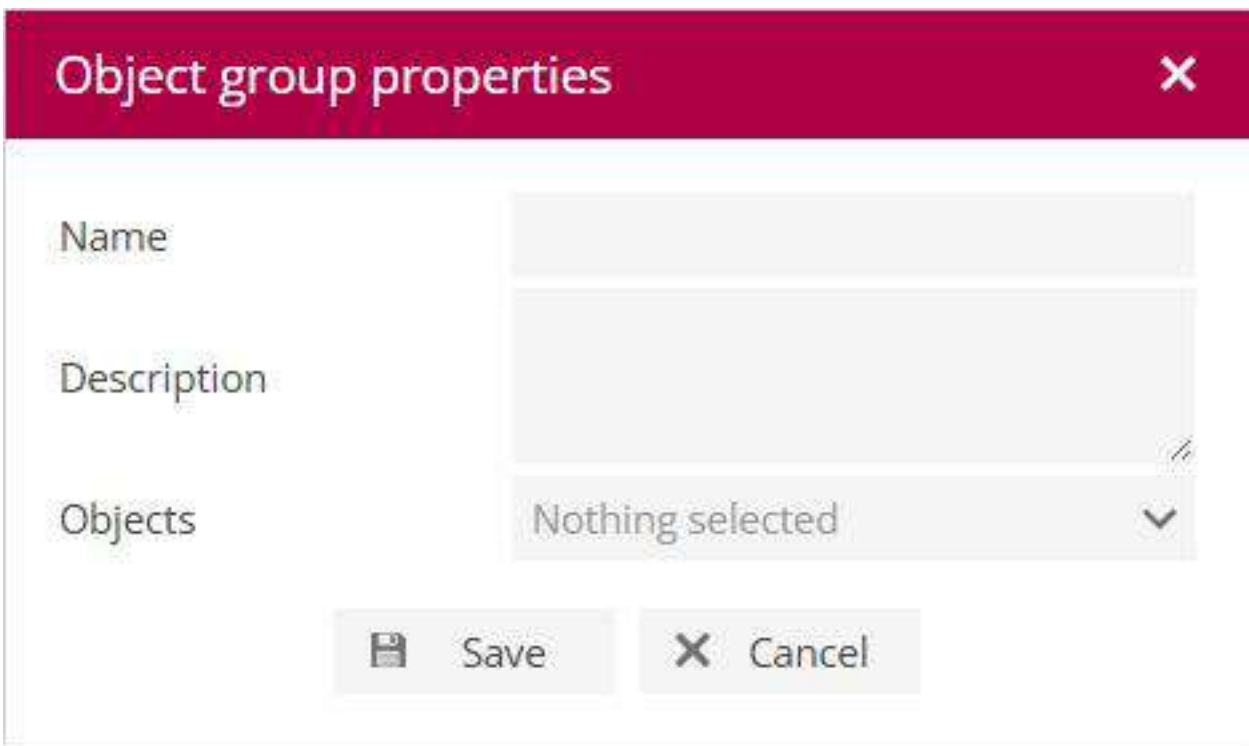 Object group properties
Name
Description
Objects
Nothing selected
Save
Cancel